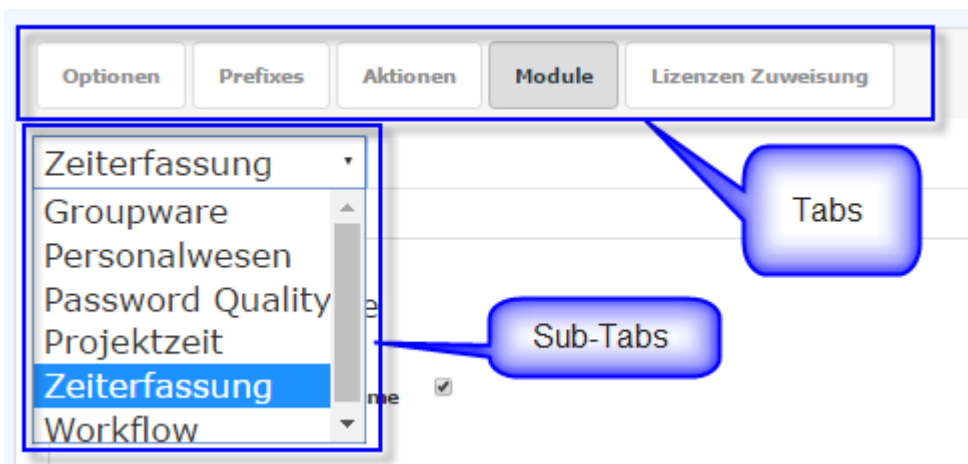 Optionen Prefixes Aktionen Module Lizenzen Zuweisung
Zeiterfassung
Tabs
Groupware
Personalwesen
Password Quality
Projektzeit
Sub-Tabs
Zeiterfassung
Workflow